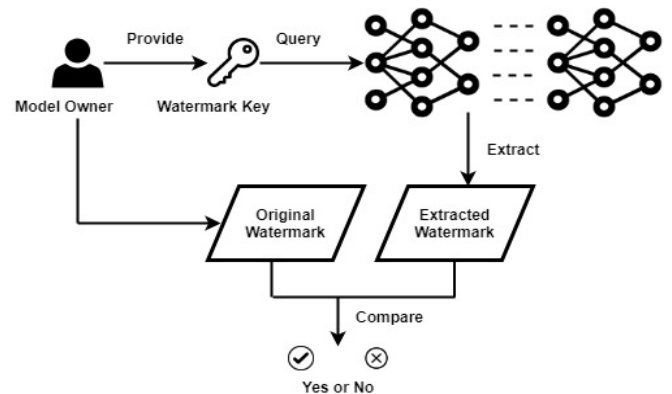 Provide
Query
Model Owner
Watermark Key
Extract
Original
Watermark
Extracted
Watermark
Compare
Yes or No